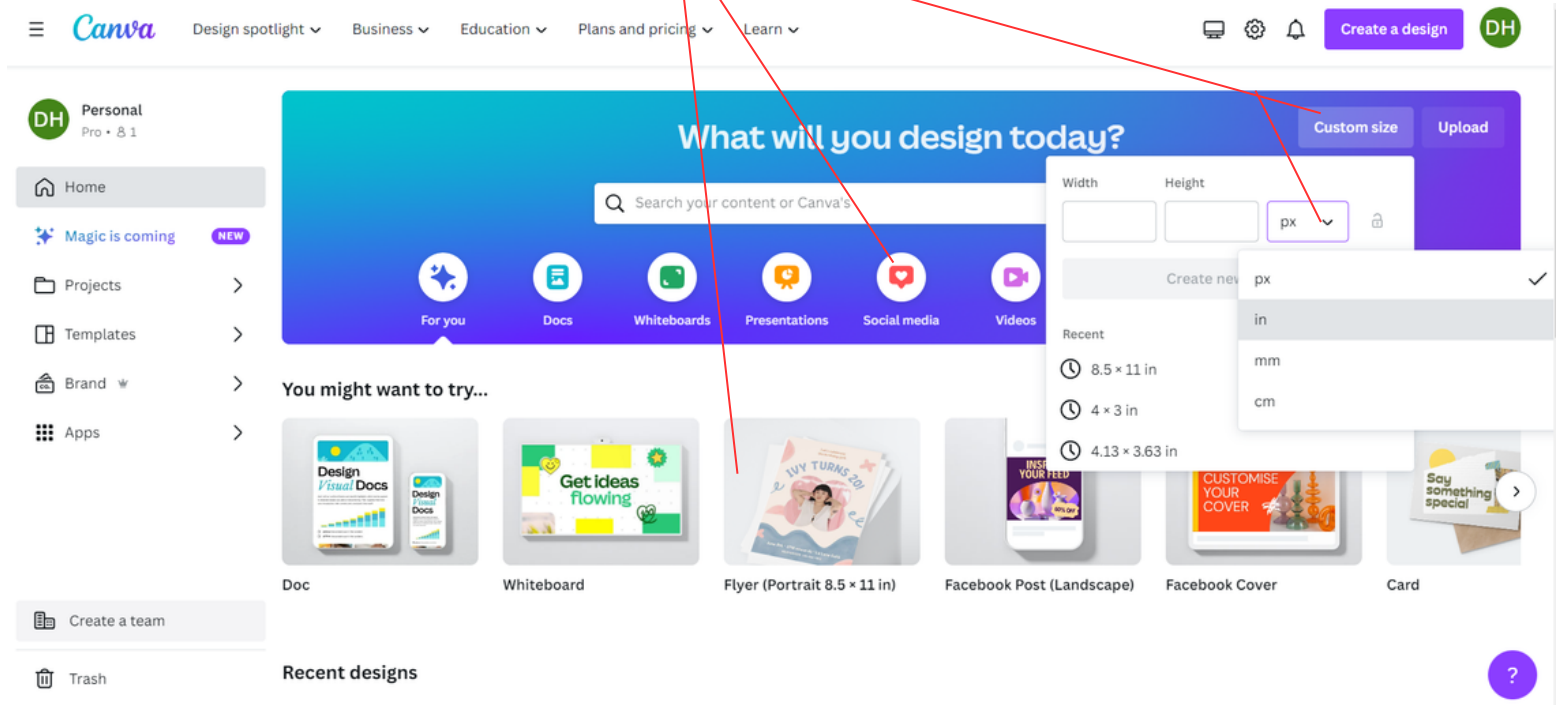 Canva
Design spotlight
Business
Education
Plans and pricing
Learn
Create a design
DH
DH
Personal
Pro • 1
Home
Magic is coming
NEW
Projects
Templates
Brand
CO.
Apps
Create a team
Trash
What will you design today?
Custom size
Upload
Search your content or Canva's
Width
Height
px
Create new
px
in
mm
cm
Recent
8.5 × 11 in
4 × 3 in
4.13 × 3.63 in
For you
Docs
Whiteboards
Presentations
Social media
Videos
You might want to try...
Design
Visual Docs
Design
Visual
Docs
Get ideas
flowing
IVY TURNS 20!
YOUR FEED
CUSTOMISE
YOUR
COVER
Say
something
special
Doc
Whiteboard
Flyer (Portrait 8.5 × 11 in)
Facebook Post (Landscape)
Facebook Cover
Card
Recent designs
?